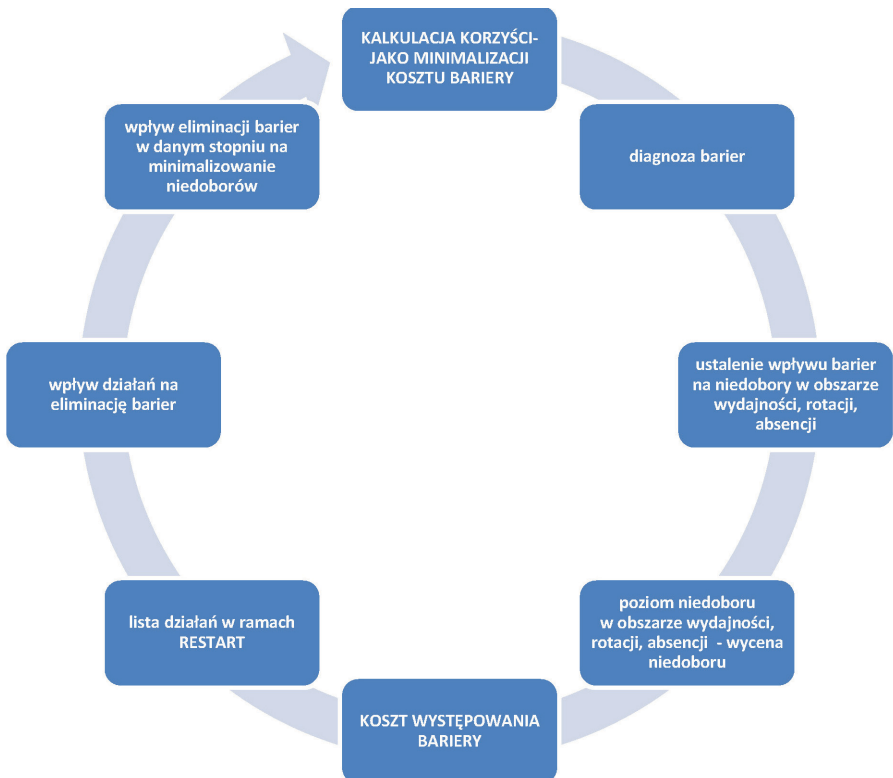 KALKULACJA KORZYŚCI-
JAKO MINIMALIZACJI
KOSZTU BARIERY
diagnoza barier
ustalenie wpływu barier
na niedobory w obszarze
wydajności, rotacji,
absencji
poziom niedoboru
w obszarze wydajności,
rotacji, absencji - wycena
niedoboru
KOSZT WYSTĘPOWANIA
BARIERY
lista działań w ramach
RESTART
wpływ działań na
eliminację barier
wpływ eliminacji barier
w danym stopniu na
minimalizowanie
niedoborów